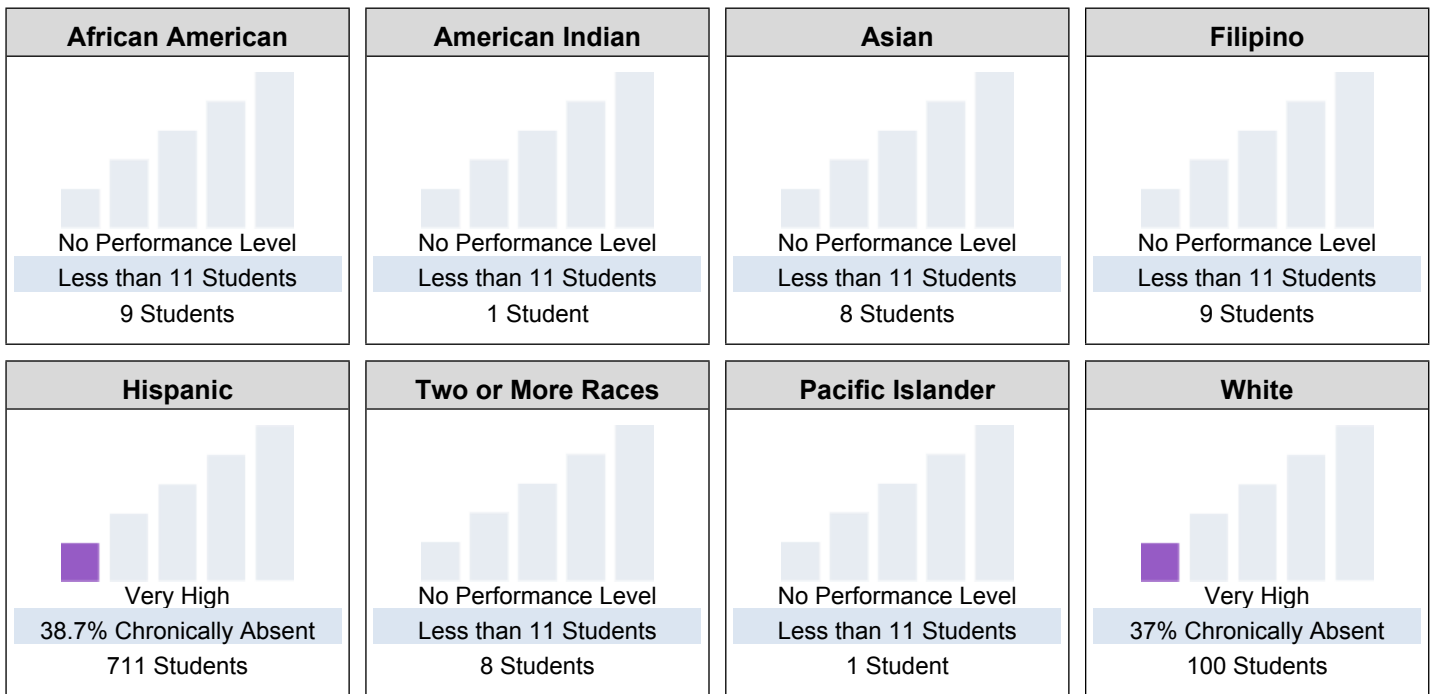 African American
No Performance Level
Less than 11 Students
9 Students
American Indian
No Performance Level
Less than 11 Students
1 Student
Asian
No Performance Level
Less than 11 Students
8 Students
Filipino
No Performance Level
Less than 11 Students
9 Students
Hispanic
Very High
38.7% Chronically Absent
711 Students
Two or More Races
No Performance Level
Less than 11 Students
8 Students
Pacific Islander
No Performance Level
Less than 11 Students
1 Student
White
Very High
37% Chronically Absent
100 Students